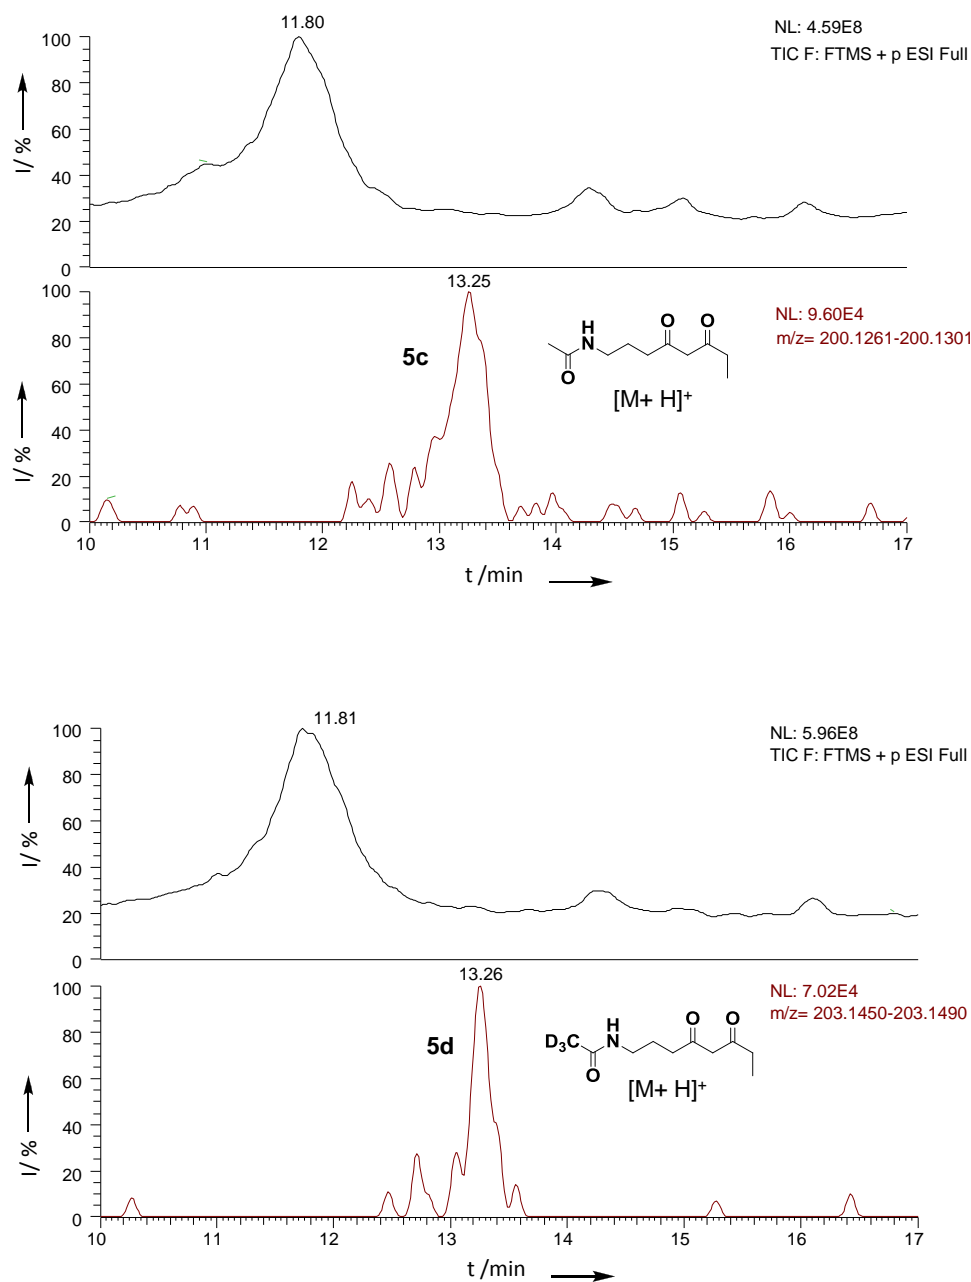 11.80
NL: 4.59E8
TIC F: FTMS + p ESI Full
100
80
60
40
20
0
I/ %
13.25
NL: 9.60E4
m/z= 200.1261-200.1301
100
80
60
40
20
0
I/ %
5c
H
N
O
O
O
[M+ H]+
10 11 12 13 14 15 16 17
t /min
11.81
NL: 5.96E8
TIC F: FTMS + p ESI Full
100
80
60
40
20
0
I/ %
13.26
NL: 7.02E4
m/z= 203.1450-203.1490
100
80
60
40
20
0
I/ %
5d
D3C
H
N
O
O
O
[M+ H]+
10 11 12 13 14 15 16 17
t /min